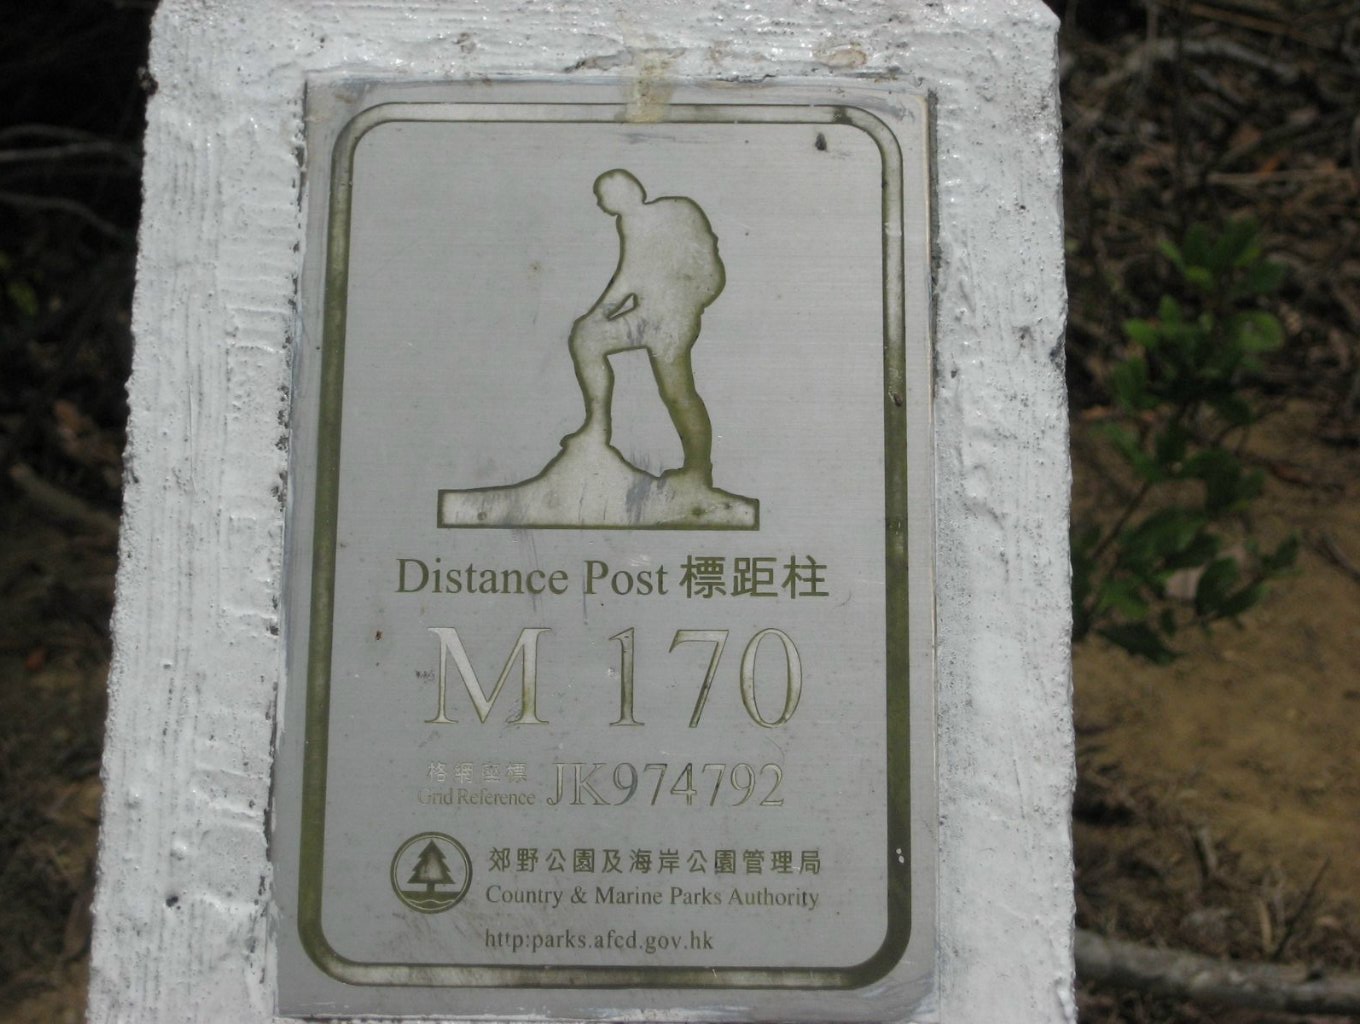 Distance Post 標距柱
M 170
格網座標
Grid Reference JK974792
郊野公園及海岸公園管理局
Country & Marine Parks Authority
http:parks.afcd.gov.hk